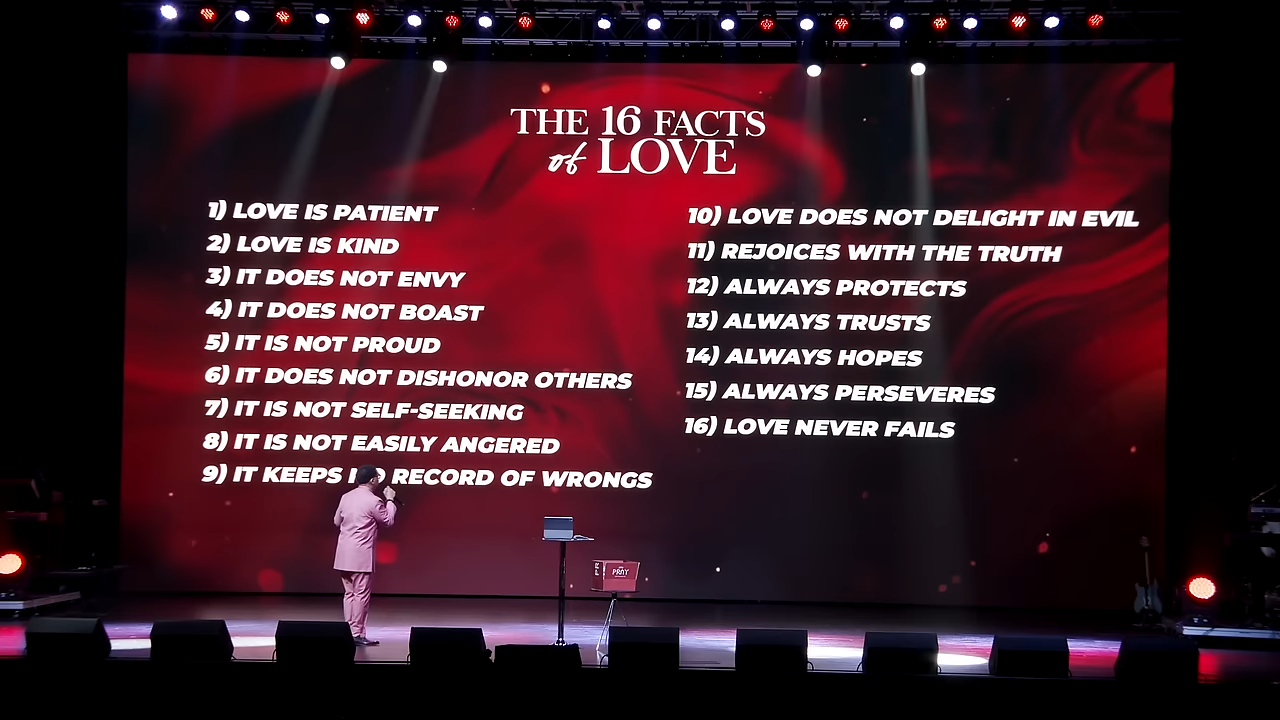 THE 16 FACTS
of LOVE
1) LOVE IS PATIENT
2) LOVE IS KIND
3) IT DOES NOT ENVY
4) IT DOES NOT BOAST
5) IT IS NOT PROUD
6) IT DOES NOT DISHONOR OTHERS
7) IT IS NOT SELF-SEEKING
8) IT IS NOT EASILY ANGERED
9) IT KEEPS NO RECORD OF WRONGS
10) LOVE DOES NOT DELIGHT IN EVIL
11) REJOICES WITH THE TRUTH
12) ALWAYS PROTECTS
13) ALWAYS TRUSTS
14) ALWAYS HOPES
15) ALWAYS PERSEVERES
16) LOVE NEVER FAILS
PRAY